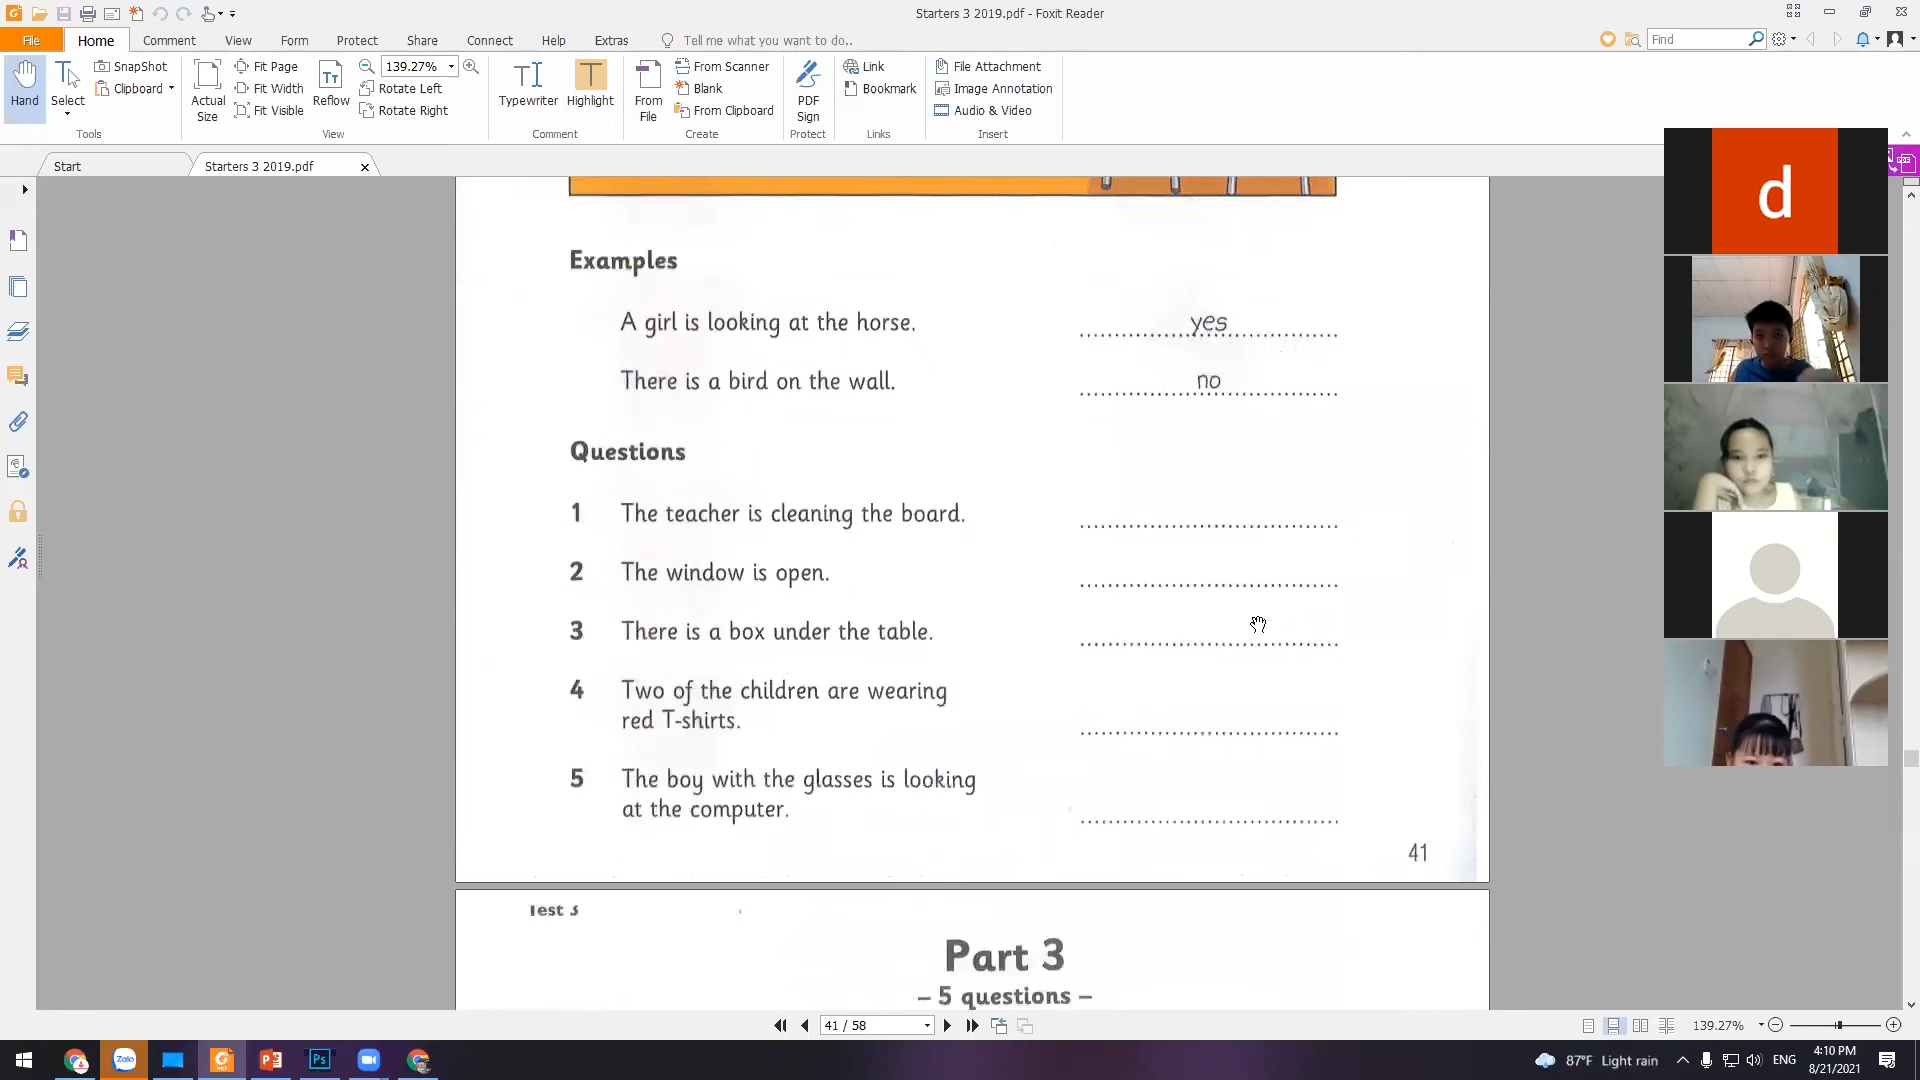 Starters 3 2019.pdf - Foxit Reader
File Home Comment View Form Protect Share Connect Help Extras Tell me what you want to do.. Find
Hand
Select
SnapShot
Clipboard
Tools
Actual Size
Fit Page
Fit Width
Fit Visible
Reflow
139.27%
Rotate Left
Rotate Right
View
Typewriter
Highlight
Comment
From File
From Scanner
Blank
From Clipboard
Create
PDF Sign
Protect
Link
Bookmark
Links
File Attachment
Image Annotation
Audio & Video
Insert
Start
Starters 3 2019.pdf
d
Examples
A girl is looking at the horse. yes
There is a bird on the wall. no
Questions
1 The teacher is cleaning the board.
2 The window is open.
3 There is a box under the table.
4 Two of the children are wearing
red T-shirts.
5 The boy with the glasses is looking
at the computer.
41
Test 3
Part 3
– 5 questions –
41 / 58
139.27%
Zalo
Ps
87°F Light rain
ENG
4:10 PM
8/21/2021